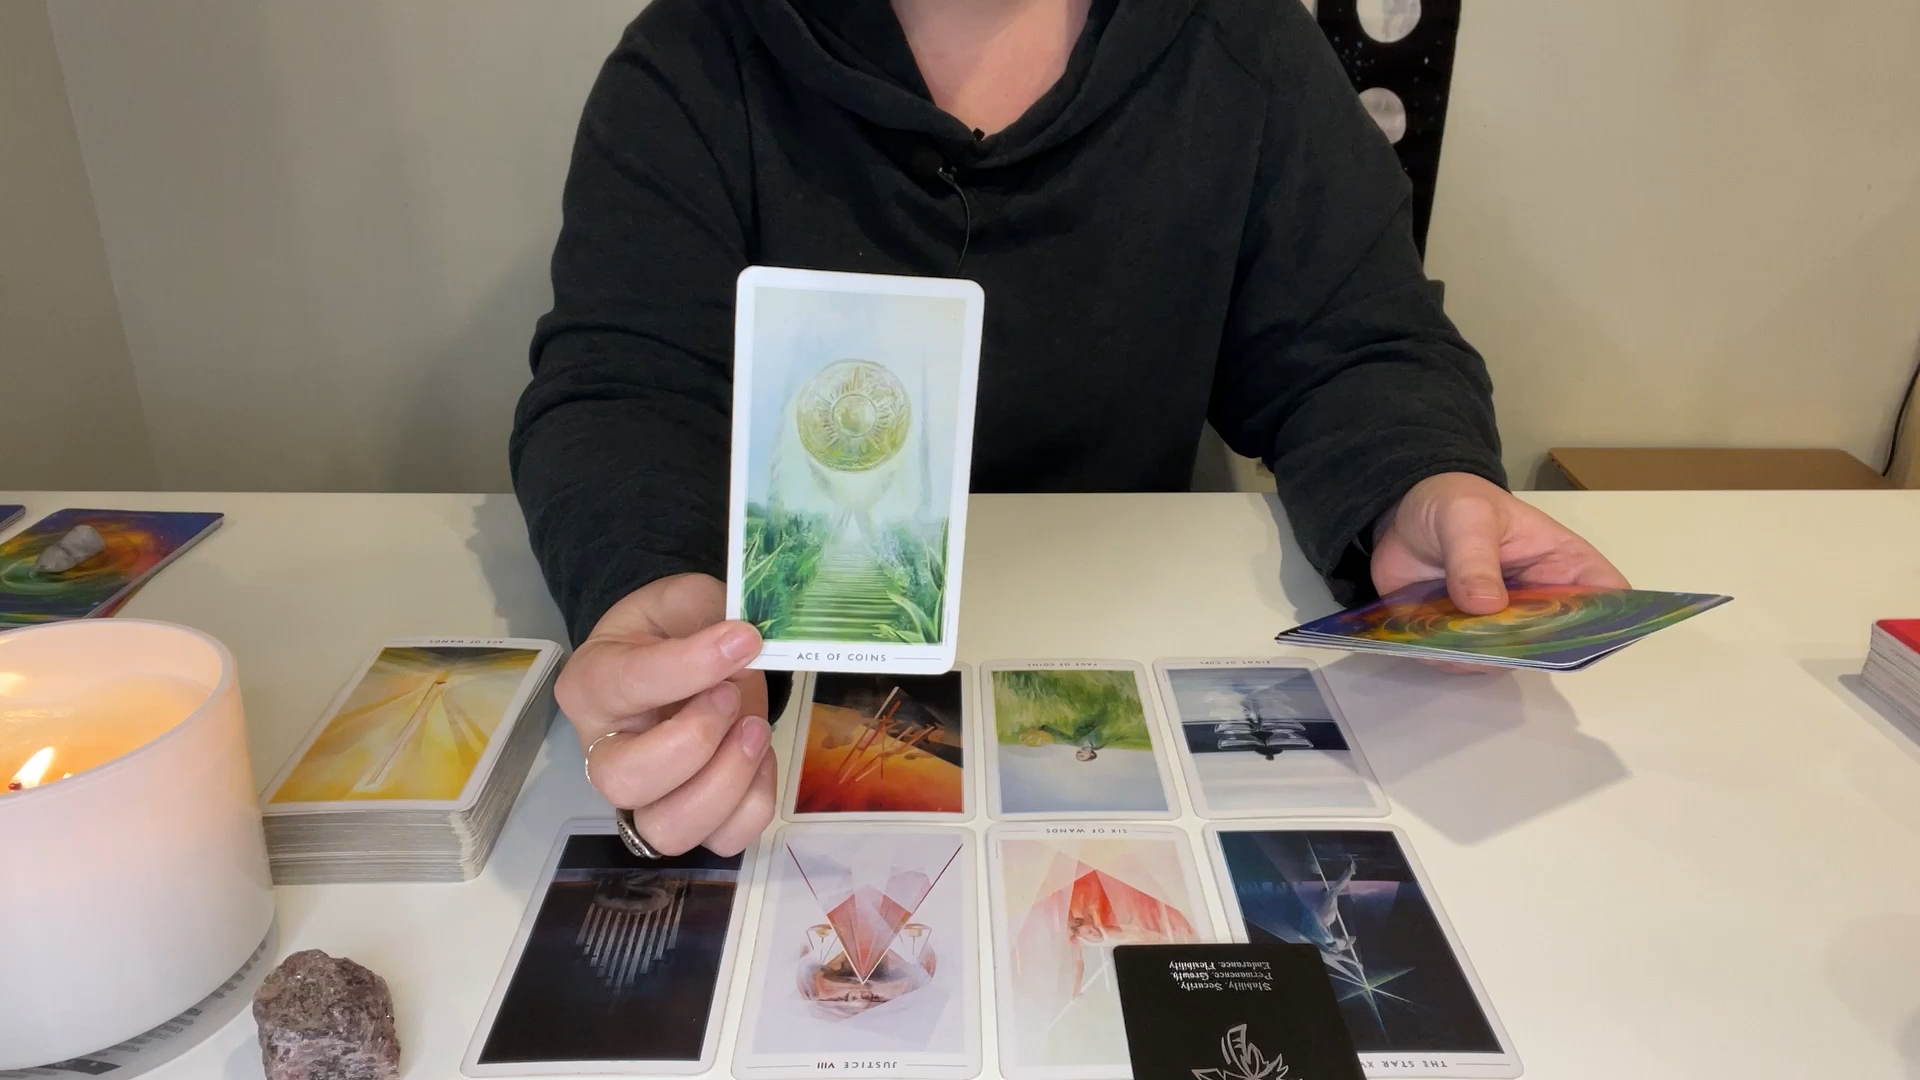 ACE OF COINS
ACE OF WANDS
PAGE OF COINS
EIGHT OF CUPS
SIX OF WANDS
JUSTICE VIII
THE STAR XV
Stability, Security,
Permanence, Growth,
Endurance, Flexibility